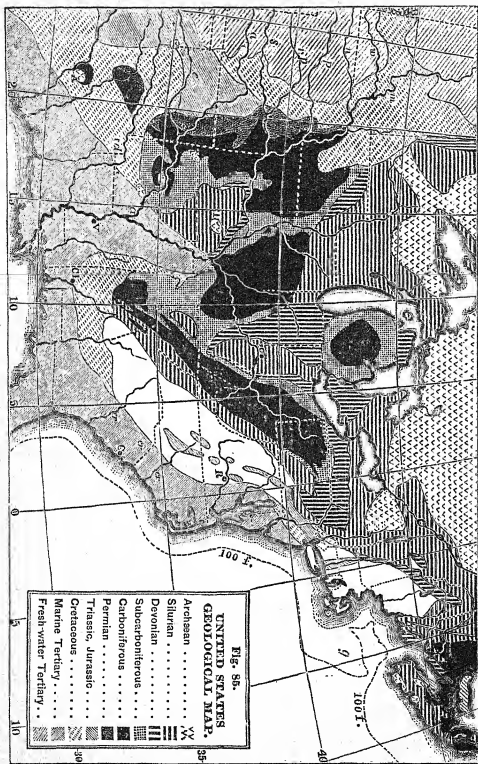 Fig. 85.
UNITED STATES
GEOLOGICAL MAP.
Archæan
Silurian
Devonian
Subcarboniferous
Carboniferous
Permian
Triassic, Jurassic
Cretaceous
Marine Tertiary
Fresh-water Tertiary
100 f.
100 f.
20
15
10
5
0
5
10
30
35
40